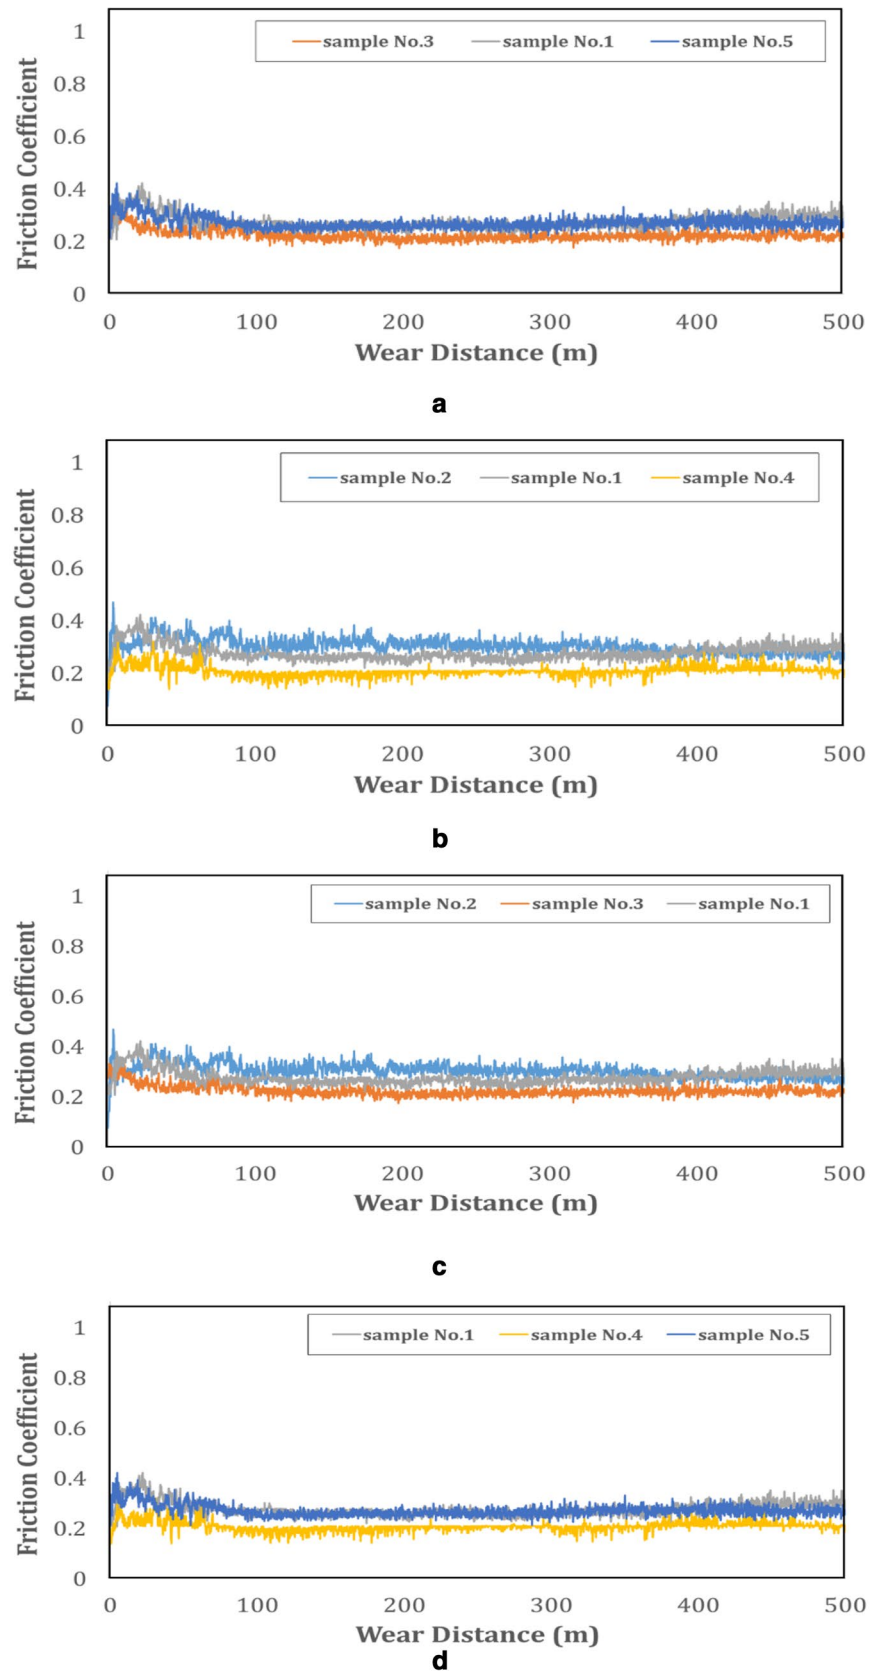 1
sample No.3 sample No.1 sample No.5
0.8
0.6
0.4
0.2
0
Friction Coefficient
0 100 200 300 400 500
Wear Distance (m)
a
1
sample No.2 sample No.1 sample No.4
0.8
0.6
0.4
0.2
0
Friction Coefficient
0 100 200 300 400 500
Wear Distance (m)
b
1
sample No.2 sample No.3 sample No.1
0.8
0.6
0.4
0.2
0
Friction Coefficient
0 100 200 300 400 500
Wear Distance (m)
c
1
sample No.1 sample No.4 sample No.5
0.8
0.6
0.4
0.2
0
Friction Coefficient
0 100 200 300 400 500
Wear Distance (m)
d